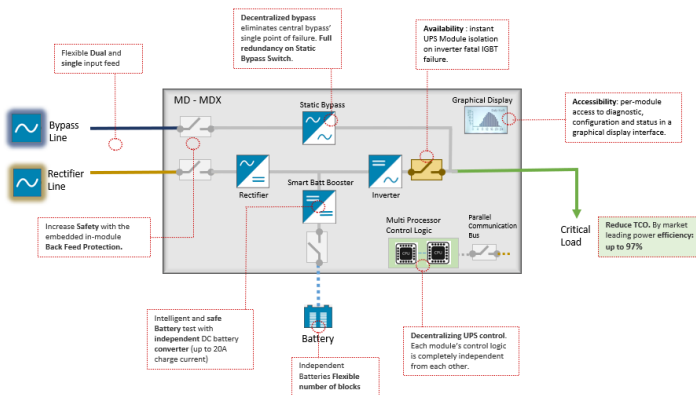 Decentralized bypass
eliminates central bypass'
single point of failure. Full
redundancy on Static
Bypass Switch.
Availability : instant
UPS Module isolation
on inverter fatal IGBT
failure.
Flexible Dual and
single input feed
MD - MDX
Static Bypass
Graphical Display
Accessibility: per-module
access to diagnostic,
configuration and status in a
graphical display interface.
Bypass
Line
Rectifier
Line
Rectifier
Smart Batt Booster
Inverter
Increase Safety with the
embedded in-module
Back Feed Protection.
Multi Processor
Control Logic
Parallel
Communication
Bus
CPU
CPU
Critical
Load
Reduce TCO. By market
leading power efficiency:
up to 97%
Intelligent and safe
Battery test with
independent DC battery
converter (up to 20A
charge current)
Battery
Independent
Batteries Flexible
number of blocks
Decentralizing UPS control.
Each module's control logic
is completely independent
from each other.